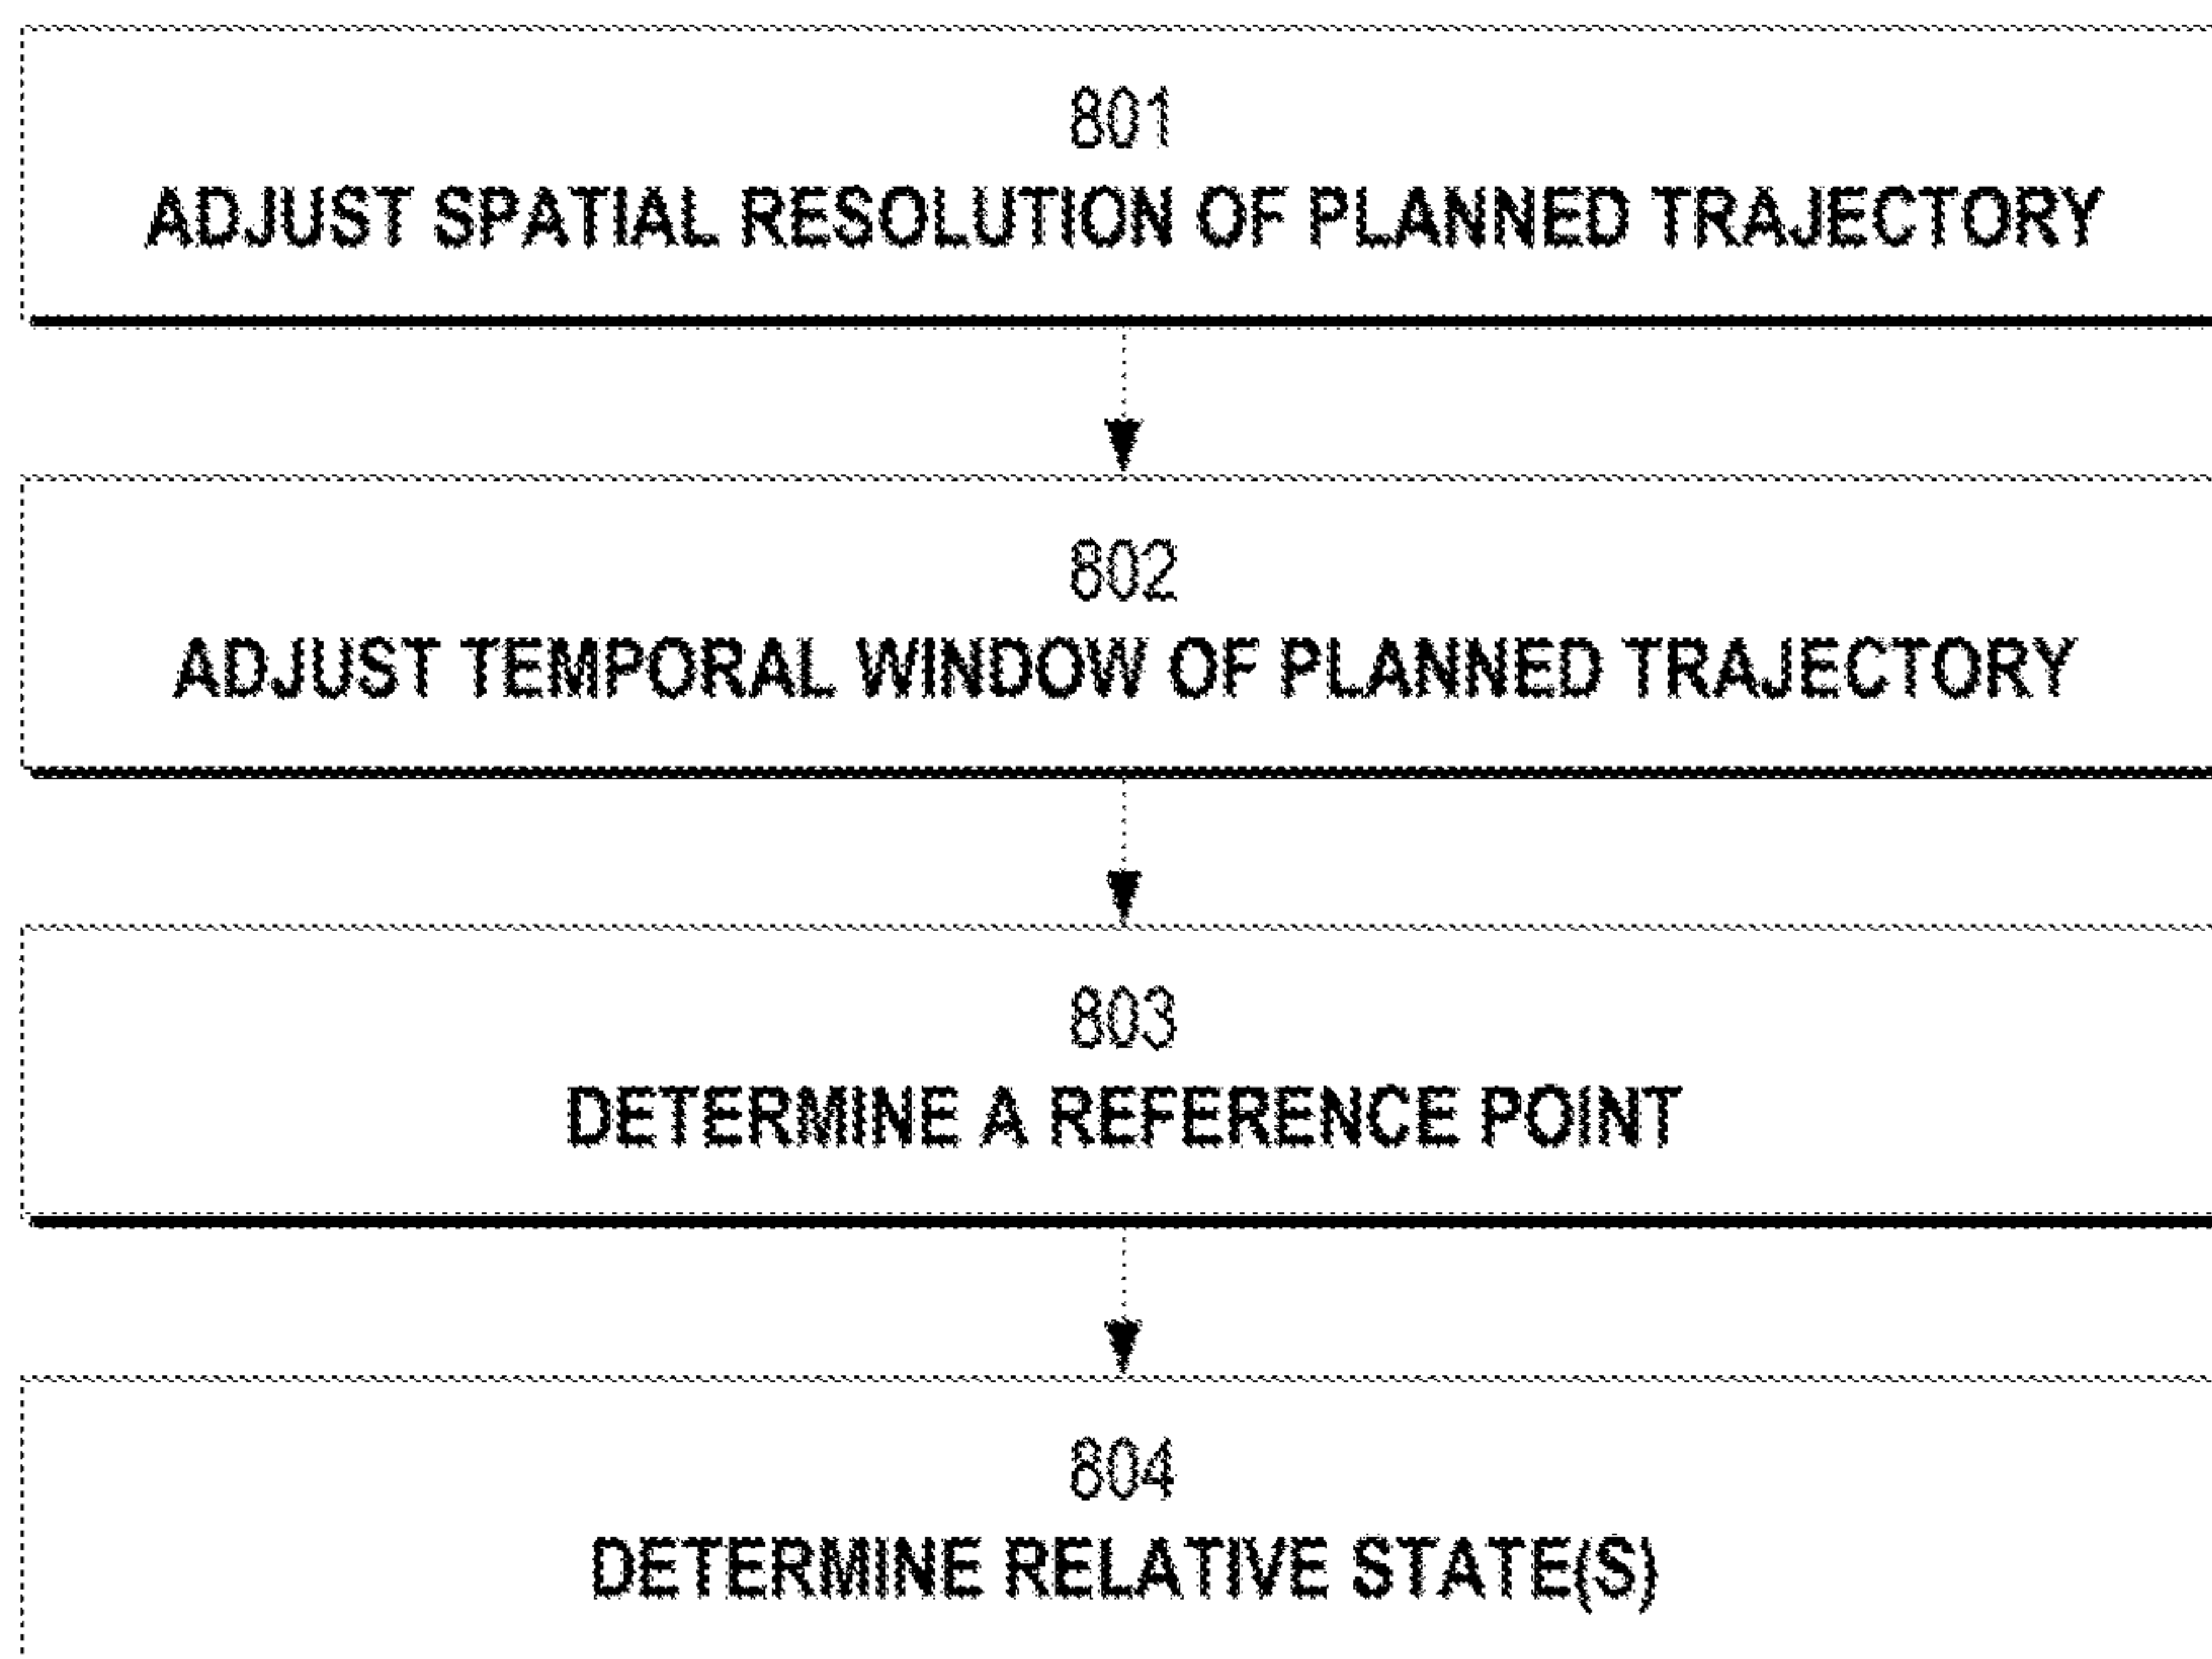 801
ADJUST SPATIAL RESOLUTION OF PLANNED TRAJECTORY
802
ADJUST TEMPORAL WINDOW OF PLANNED TRAJECTORY
803
DETERMINE A REFERENCE POINT
804
DETERMINE RELATIVE STATE(S)